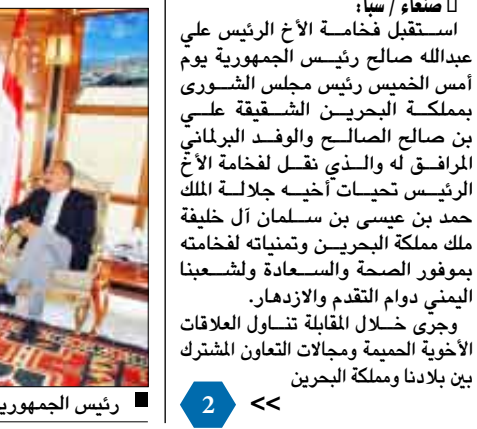 صنعاء / سبأ:
استقبل فخامة الأخ الرئيس علي
عبدالله صالح رئيس الجمهورية يوم
أمس الخميس رئيس مجلس الشورى
بمملكة البحرين الشقيقة علي
بن صالح الصالح والوفد البرلماني
المرافق له والذي نقل لفخامة الأخ
الرئيس تحيات أخيه جلالة الملك
حمد بن عيسى بن سلمان آل خليفة
ملك مملكة البحرين وتمنياته لفخامته
بموفور الصحة والسعادة ولشعبنا
اليمني دوام التقدم والازدهار.
وجرى خلال المقابلة تناول العلاقات
الأخوية الحميمة ومجالات التعاون المشترك
بين بلادنا ومملكة البحرين
>> 2
■ رئيس الجمهوري